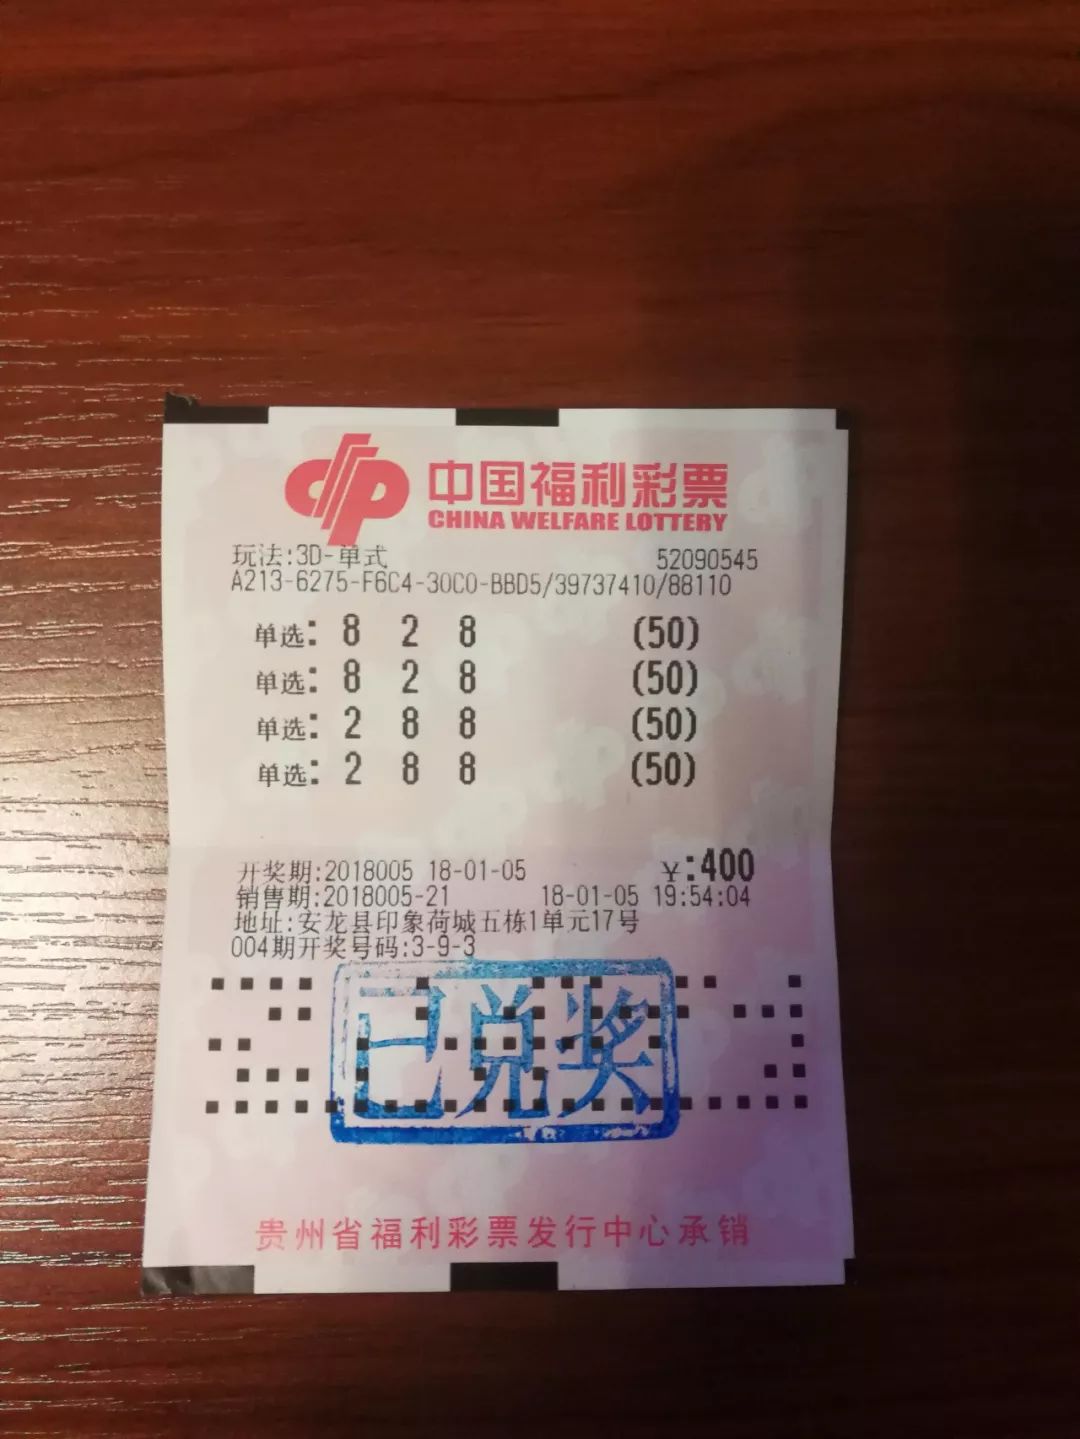 中国福利彩票
CHINA WELFARE LOTTERY
玩法:3D-单式 52090545
A213-6275-F6C4-30C0-BBD5/39737410/88110
单选: 8 2 8 (50)
单选: 8 2 8 (50)
单选: 2 8 8 (50)
单选: 2 8 8 (50)
开奖期:2018005 18-01-05 ¥:400
销售期:2018005-21 18-01-05 19:54:04
地址:安龙县印象荷城五栋1单元17号
004期开奖号码:3-9-3
已兑奖
贵州省福利彩票发行中心承销